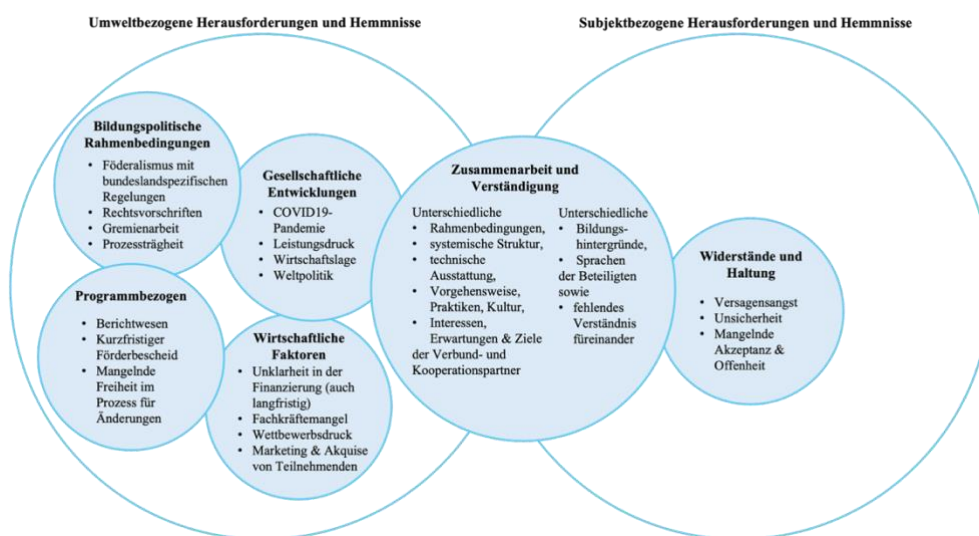 Umweltbezogene Herausforderungen und Hemmnisse
Subjektbezogene Herausforderungen und Hemmnisse
Bildungspolitische
Rahmenbedingungen
• Föderalismus mit
bundeslandspezifischen
Regelungen
• Rechtsvorschriften
• Gremienarbeit
• Prozessträgheit
Gesellschaftliche
Entwicklungen
• COVID19-
Pandemie
• Leistungsdruck
• Wirtschaftslage
• Weltpolitik
Programmbezogen
• Berichtwesen
• Kurzfristiger
Förderbescheid
• Mangelnde
Freiheit im
Prozess für
Änderungen
Wirtschaftliche
Faktoren
• Unklarheit in der
Finanzierung (auch
langfristig)
• Fachkräftemangel
• Wettbewerbsdruck
• Marketing & Akquise
von Teilnehmenden
Zusammenarbeit und
Verständigung
Unterschiedliche
• Rahmenbedingungen,
• systemische Struktur,
• technische
Ausstattung,
• Vorgehensweise,
Praktiken, Kultur,
• Interessen,
Erwartungen & Ziele
der Verbund- und
Kooperationspartner
Unterschiedliche
• Bildungs-
hintergründe,
• Sprachen
der Beteiligten
sowie
• fehlendes
Verständnis
füreinander
Widerstände und
Haltung
• Versagensangst
• Unsicherheit
• Mangelnde
Akzeptanz &
Offenheit